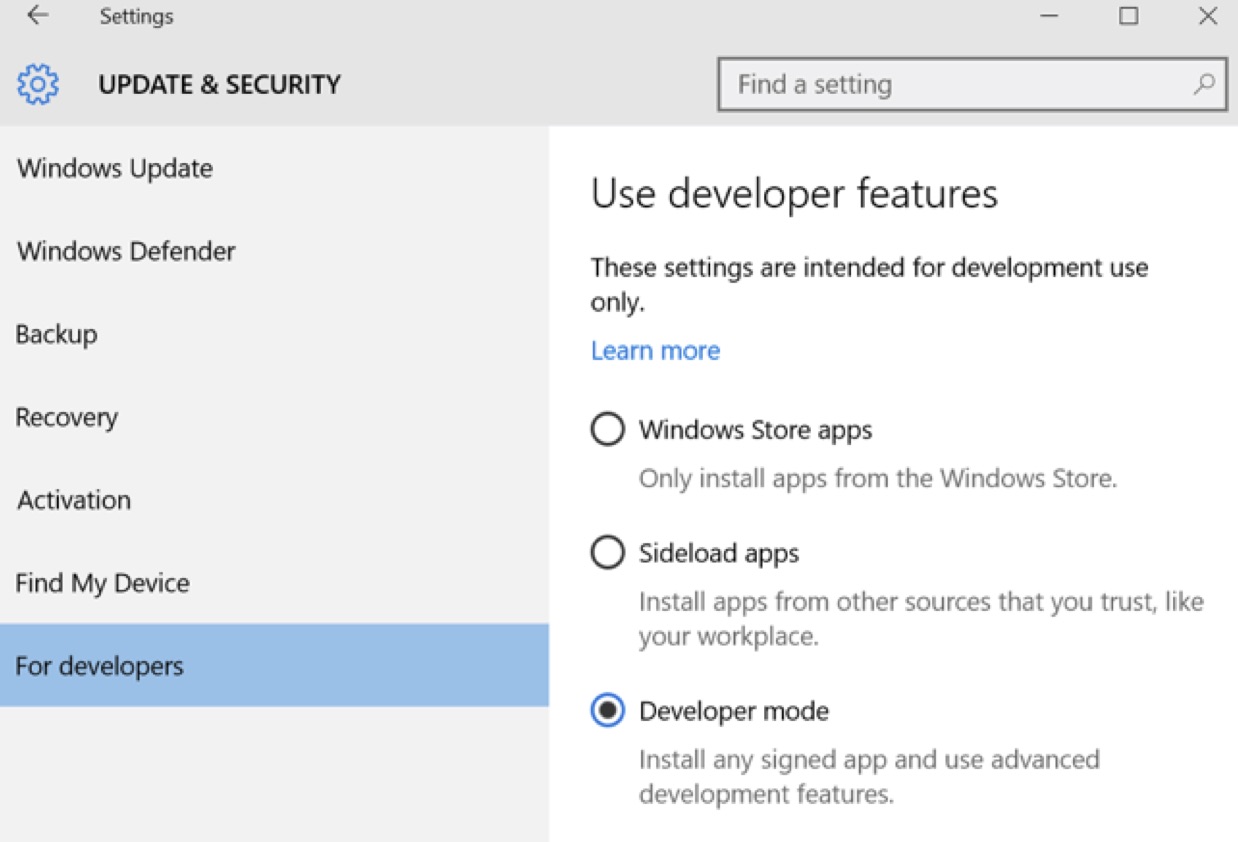 Settings
UPDATE & SECURITY
Find a setting
Windows Update
Windows Defender
Backup
Recovery
Activation
Find My Device
For developers
Use developer features
These settings are intended for development use
only.
Learn more
Windows Store apps
Only install apps from the Windows Store.
Sideload apps
Install apps from other sources that you trust, like
your workplace.
Developer mode
Install any signed app and use advanced
development features.